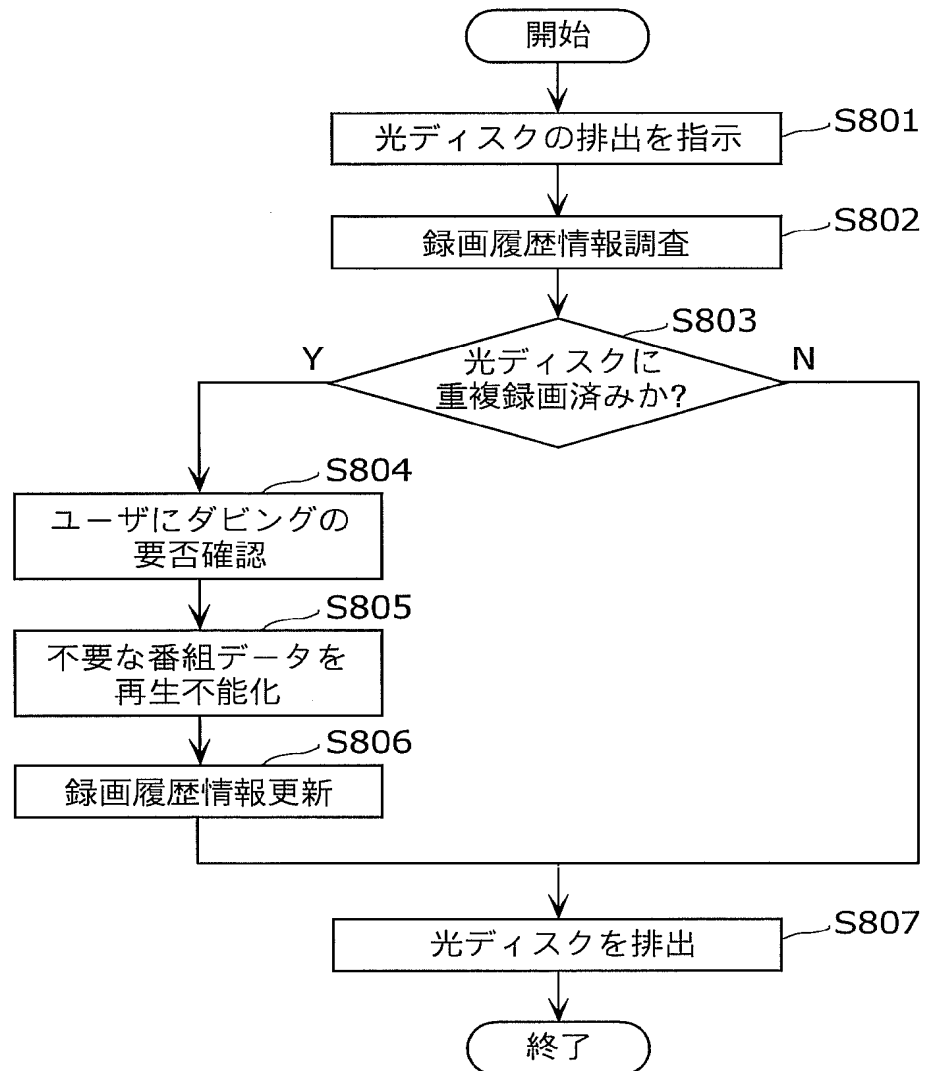 開始
光ディスクの排出を指示
S801
録画履歴情報調査
S802
S803
光ディスクに
重複録画済みか?
Y
N
S804
ユーザにダビングの
要否確認
S805
不要な番組データを
再生不能化
S806
録画履歴情報更新
光ディスクを排出
S807
終了